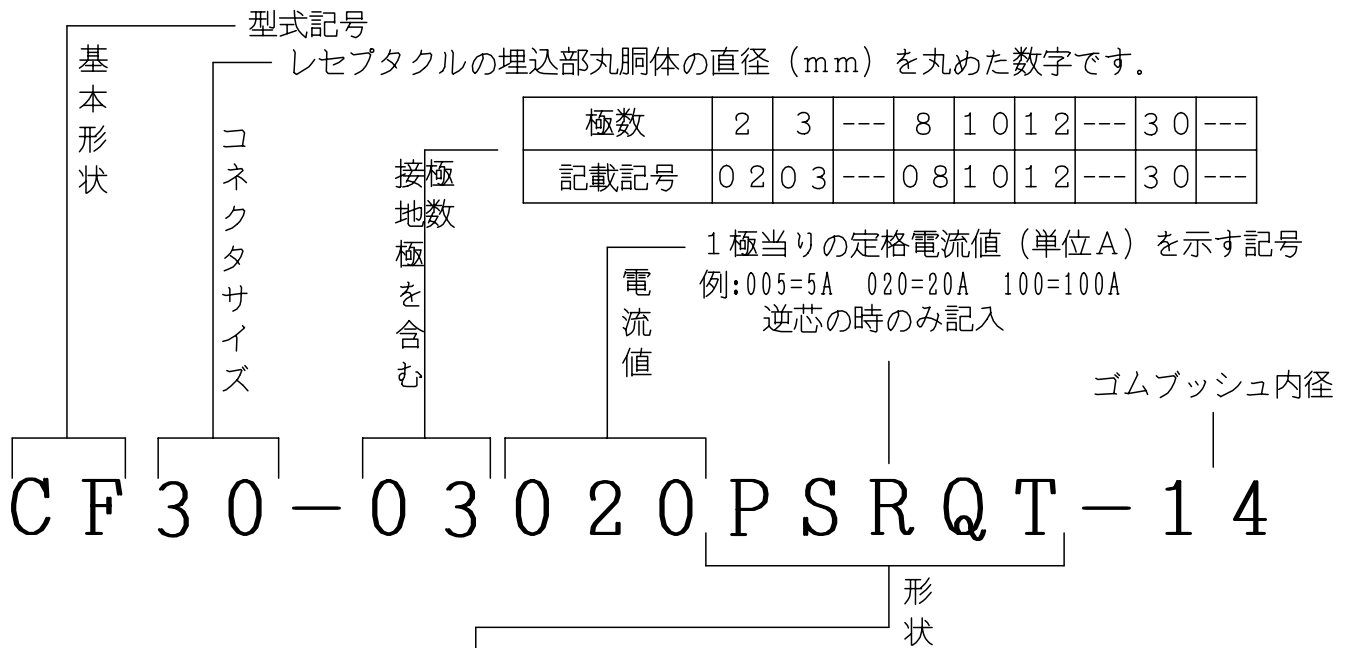 型式記号
基本形状
レセプタクルの埋込部丸胴体の直径（mm）を丸めた数字です．
コネクタサイズ
極数 2 3 --- 8 10 12 --- 30 ---
記載記号 02 03 --- 08 10 12 --- 30 ---
極数
接地極を含む
1極当りの定格電流値（単位A）を示す記号
例:005=5A 020=20A 100=100A
電流値
逆芯の時のみ記入
ゴムブッシュ内径
CF30-03020PSRQT-14
形状